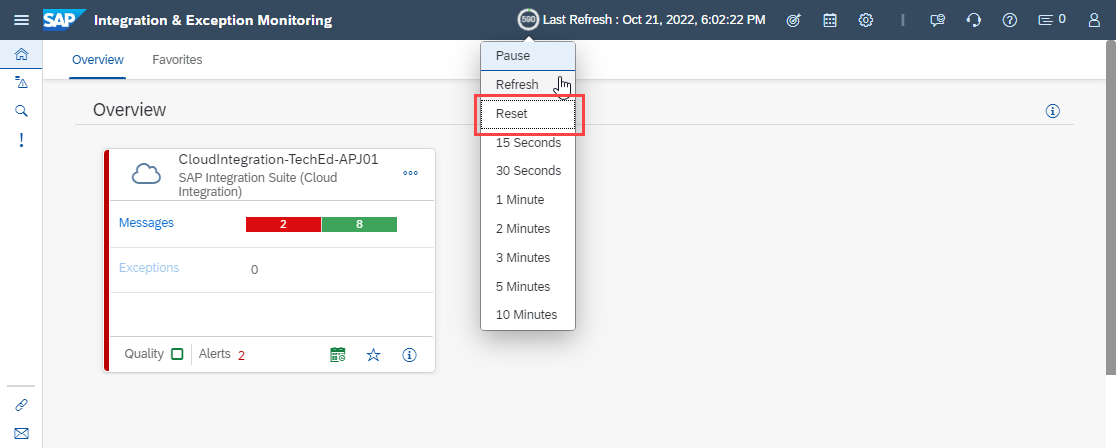 SAP Integration & Exception Monitoring
590 Last Refresh : Oct 21, 2022, 6:02:22 PM
0
Overview Favorites
Pause
Refresh
Reset
15 Seconds
30 Seconds
1 Minute
2 Minutes
3 Minutes
5 Minutes
10 Minutes
Overview
CloudIntegration-TechEd-APJ01
SAP Integration Suite (Cloud
Integration)
Messages 2 8
Exceptions 0
Quality Alerts 2